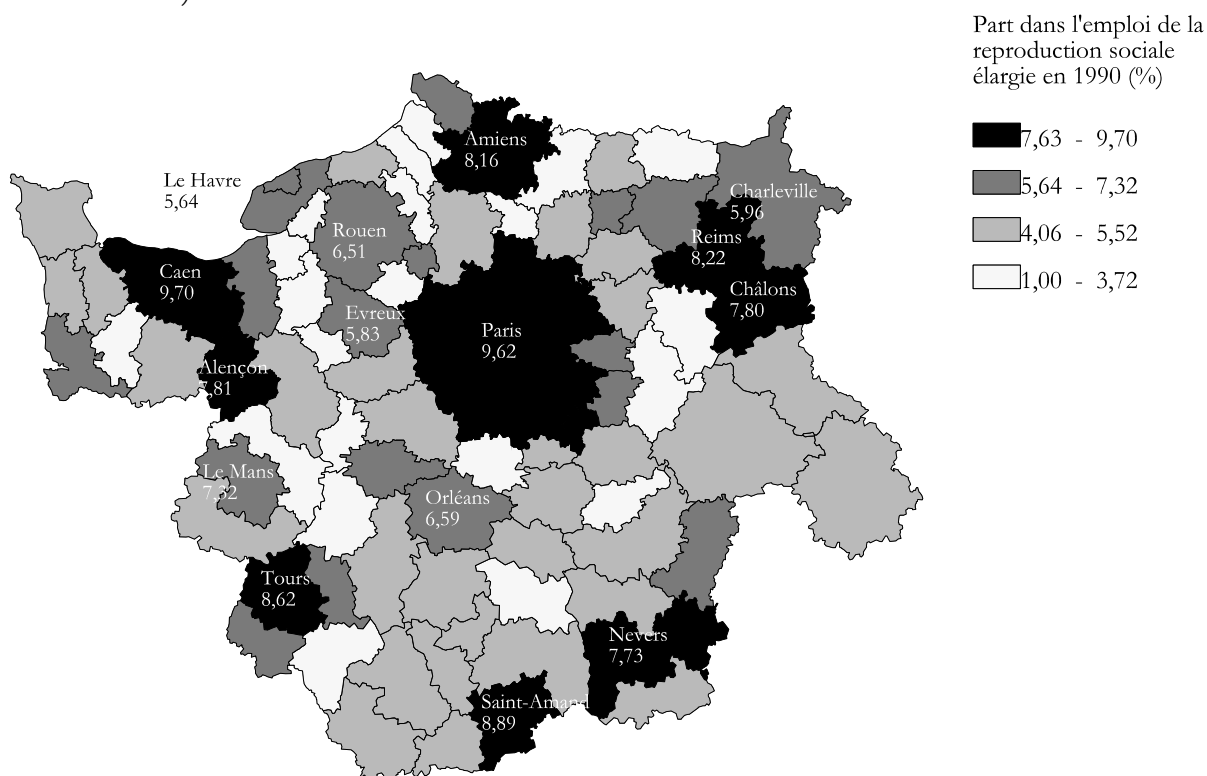 Part dans l'emploi de la
reproduction sociale
élargie en 1990 (%)
7,63 - 9,70
5,64 - 7,32
4,06 - 5,52
1,00 - 3,72
Amiens
8,16
Le Havre
5,64
Charleville
5,96
Rouen
6,51
Reims
8,22
Caen
9,70
Châlons
7,80
Evreux
5,83
Paris
9,62
Alençon
7,81
Le Mans
7,32
Orléans
6,59
Tours
8,62
Nevers
7,73
Saint-Amand
8,89